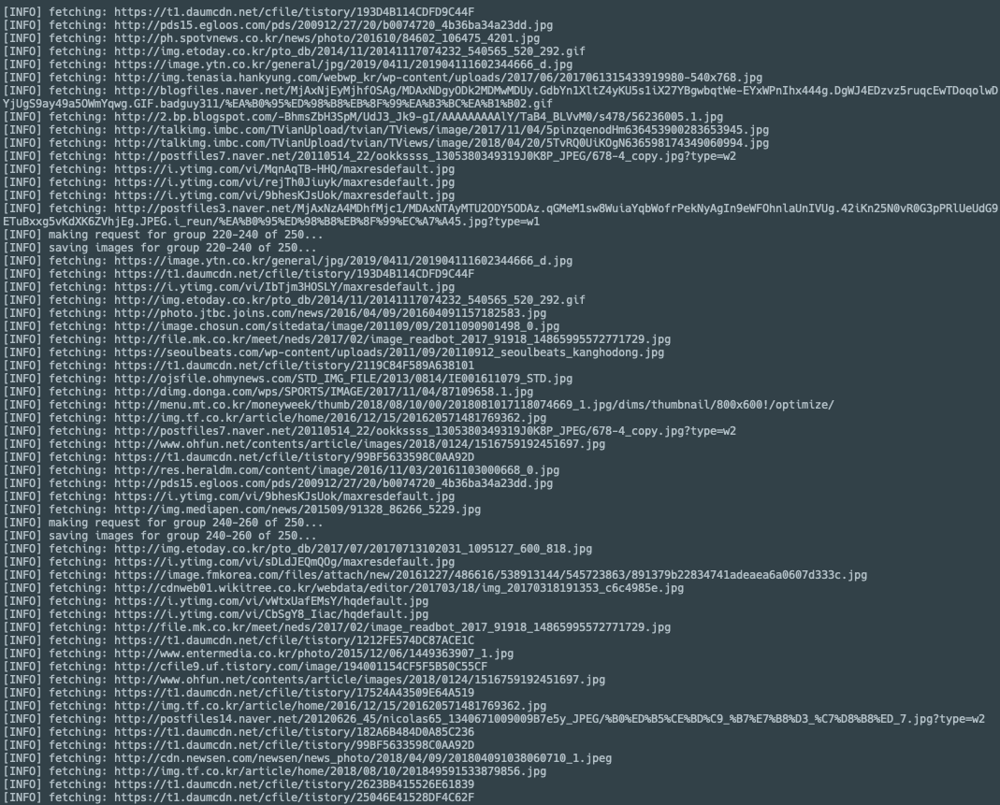 [INFO] fetching: https://t1.daumcdn.net/cfile/tistory/193D4B114CDFD9C44F
[INFO] fetching: http://pds15.egloos.com/pds/200912/27/20/b0074720_4b36ba34a23dd.jpg
[INFO] fetching: http://ph.spotvnews.co.kr/news/photo/201610/84602_106475_4201.jpg
[INFO] fetching: http://img.etoday.co.kr/pto_db/2014/11/20141117074232_540565_520_292.gif
[INFO] fetching: https://image.ytn.co.kr/general/jpg/2019/0411/201904111602344666_d.jpg
[INFO] fetching: http://img.tenasia.hankyung.com/webwp_kr/wp-content/uploads/2017/06/2017061315433919980-540x768.jpg
[INFO] fetching: http://blogfiles.naver.net/MjAxNjEyMjhfOSAg/MDAxNDgyODk2MDMwMDUy.GdbYn1XltZ4yKU5s1iX27YBgwbqtWe-EYxWPnIhx444g.DgWJ4EDzvz5ruqcEwTDoqolwD
YjUgS9ay49a5OWmYqwg.GIF.badguy311/%EA%B0%95%ED%98%B8%EB%8F%99%EA%B3%BC%EA%B1%B02.gif
[INFO] fetching: http://2.bp.blogspot.com/-BhmsZbH3SpM/UdJ3_Jk9-gI/AAAAAAAAAlY/TaB4_BLVvM0/s478/56236005.1.jpg
[INFO] fetching: http://talkimg.imbc.com/TVianUpload/tvian/TViews/image/2017/11/04/5pinzqenodHm636453900283653945.jpg
[INFO] fetching: http://talkimg.imbc.com/TVianUpload/tvian/TViews/image/2018/04/20/5TvRQ0UiKOgN636598174349060994.jpg
[INFO] fetching: http://postfiles7.naver.net/20110514_22/ookkssss_1305380349319J0K8P_JPEG/678-4_copy.jpg?type=w2
[INFO] fetching: https://i.ytimg.com/vi/MqnAqTB-HHQ/maxresdefault.jpg
[INFO] fetching: https://i.ytimg.com/vi/rejTh0Jiuyk/maxresdefault.jpg
[INFO] fetching: https://i.ytimg.com/vi/9bhesKJsUok/maxresdefault.jpg
[INFO] fetching: http://postfiles3.naver.net/MjAxNzA4MDhfMjc1/MDAxNTAyMTU2ODY5ODAz.qGMeM1sw8WuiaYqbWofrPekNyAgIn9eWFOhnlaUnIVUg.42iKn25N0vR0G3pPRlUeUdG9
ETuBxxg5vKdXK6ZVhjEg.JPEG.i_reun/%EA%B0%95%ED%98%B8%EB%8F%99%EC%A7%A45.jpg?type=w1
[INFO] making request for group 220-240 of 250...
[INFO] saving images for group 220-240 of 250...
[INFO] fetching: https://image.ytn.co.kr/general/jpg/2019/0411/201904111602344666_d.jpg
[INFO] fetching: https://t1.daumcdn.net/cfile/tistory/193D4B114CDFD9C44F
[INFO] fetching: https://i.ytimg.com/vi/IbTjm3HOSLY/maxresdefault.jpg
[INFO] fetching: http://img.etoday.co.kr/pto_db/2014/11/20141117074232_540565_520_292.gif
[INFO] fetching: http://photo.jtbc.joins.com/news/2016/04/09/201604091157182583.jpg
[INFO] fetching: http://image.chosun.com/sitedata/image/201109/09/2011090901498_0.jpg
[INFO] fetching: http://file.mk.co.kr/meet/neds/2017/02/image_readbot_2017_91918_14865995572771729.jpg
[INFO] fetching: https://seoulbeats.com/wp-content/uploads/2011/09/20110912_seoulbeats_kanghodong.jpg
[INFO] fetching: https://t1.daumcdn.net/cfile/tistory/2119C84F589A638101
[INFO] fetching: http://ojsfile.ohmynews.com/STD_IMG_FILE/2013/0814/IE001611079_STD.jpg
[INFO] fetching: http://dimg.donga.com/wps/SPORTS/IMAGE/2017/11/04/87109658.1.jpg
[INFO] fetching: http://menu.mt.co.kr/moneyweek/thumb/2018/08/10/00/2018081017118074669_1.jpg/dims/thumbnail/800x600!/optimize/
[INFO] fetching: http://img.tf.co.kr/article/home/2016/12/15/201620571481769362.jpg
[INFO] fetching: http://postfiles7.naver.net/20110514_22/ookkssss_1305380349319J0K8P_JPEG/678-4_copy.jpg?type=w2
[INFO] fetching: http://www.ohfun.net/contents/article/images/2018/0124/1516759192451697.jpg
[INFO] fetching: https://t1.daumcdn.net/cfile/tistory/99BF5633598C0AA92D
[INFO] fetching: http://res.heraldm.com/content/image/2016/11/03/20161103000668_0.jpg
[INFO] fetching: http://pds15.egloos.com/pds/200912/27/20/b0074720_4b36ba34a23dd.jpg
[INFO] fetching: https://i.ytimg.com/vi/9bhesKJsUok/maxresdefault.jpg
[INFO] fetching: http://img.mediapen.com/news/201509/91328_86266_5229.jpg
[INFO] making request for group 240-260 of 250...
[INFO] saving images for group 240-260 of 250...
[INFO] fetching: http://img.etoday.co.kr/pto_db/2017/07/20170713102031_1095127_600_818.jpg
[INFO] fetching: https://i.ytimg.com/vi/sDLdJEQmQOg/maxresdefault.jpg
[INFO] fetching: https://image.fmkorea.com/files/attach/new/20161227/486616/538913144/545723863/891379b22834741adeaea6a0607d333c.jpg
[INFO] fetching: http://cdnweb01.wikitree.co.kr/webdata/editor/201703/18/img_20170318191353_c6c4985e.jpg
[INFO] fetching: https://i.ytimg.com/vi/vWtxUafEMsY/hqdefault.jpg
[INFO] fetching: https://i.ytimg.com/vi/CbSgY8_Iiac/hqdefault.jpg
[INFO] fetching: http://file.mk.co.kr/meet/neds/2017/02/image_readbot_2017_91918_14865995572771729.jpg
[INFO] fetching: https://t1.daumcdn.net/cfile/tistory/1212FE574DC87ACE1C
[INFO] fetching: http://www.entermedia.co.kr/photo/2015/12/06/1449363907_1.jpg
[INFO] fetching: http://cfile9.uf.tistory.com/image/194001154CF5F5B50C55CF
[INFO] fetching: http://www.ohfun.net/contents/article/images/2018/0124/1516759192451697.jpg
[INFO] fetching: https://t1.daumcdn.net/cfile/tistory/17524A43509E64A519
[INFO] fetching: http://img.tf.co.kr/article/home/2016/12/15/201620571481769362.jpg
[INFO] fetching: http://postfiles14.naver.net/20120626_45/nicolas65_1340671009009B7e5y_JPEG/%B0%ED%B5%CE%BD%C9_%B7%E7%B8%D3_%C7%D8%B8%ED_7.jpg?type=w2
[INFO] fetching: https://t1.daumcdn.net/cfile/tistory/182A6B484D0A85C236
[INFO] fetching: https://t1.daumcdn.net/cfile/tistory/99BF5633598C0AA92D
[INFO] fetching: http://cdn.newsen.com/newsen/news_photo/2018/04/09/201804091038060710_1.jpeg
[INFO] fetching: http://img.tf.co.kr/article/home/2018/08/10/201849591533879856.jpg
[INFO] fetching: https://t1.daumcdn.net/cfile/tistory/2623BB415526E61839
[INFO] fetching: https://t1.daumcdn.net/cfile/tistory/25046E41528DF4C62F